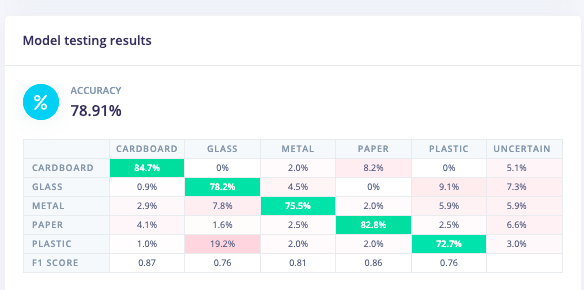 Model testing results
%
ACCURACY
78.91%
CARDBOARD GLASS METAL PAPER PLASTIC UNCERTAIN
CARDBOARD 84.7% 0% 2.0% 8.2% 0% 5.1%
GLASS 0.9% 78.2% 4.5% 0% 9.1% 7.3%
METAL 2.9% 7.8% 75.5% 2.0% 5.9% 5.9%
PAPER 4.1% 1.6% 2.5% 82.8% 2.5% 6.6%
PLASTIC 1.0% 19.2% 2.0% 2.0% 72.7% 3.0%
F1 SCORE 0.87 0.76 0.81 0.86 0.76